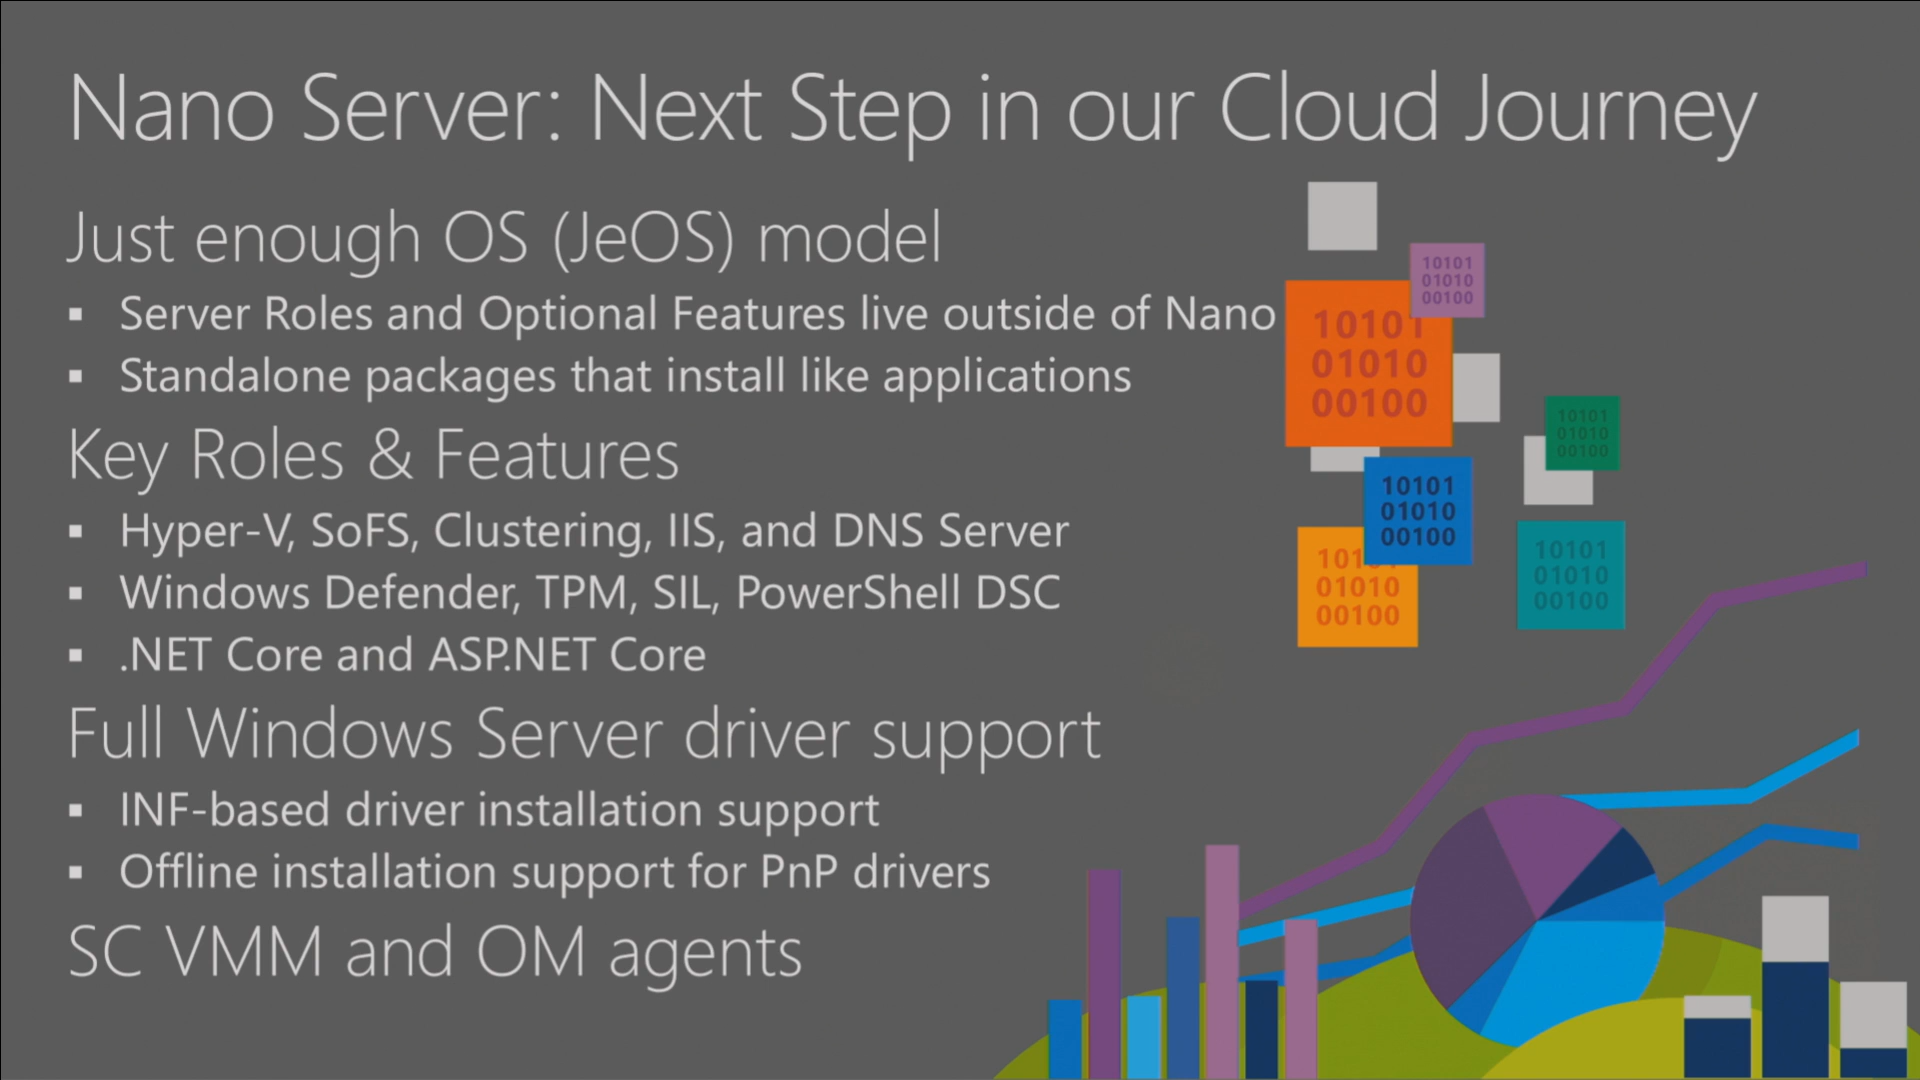 Nano Server: Next Step in our Cloud Journey
Just enough OS (JeOS) model
▪ Server Roles and Optional Features live outside of Nano
▪ Standalone packages that install like applications
Key Roles & Features
▪ Hyper-V, SoFS, Clustering, IIS, and DNS Server
▪ Windows Defender, TPM, SIL, PowerShell DSC
▪ .NET Core and ASP.NET Core
Full Windows Server driver support
▪ INF-based driver installation support
▪ Offline installation support for PnP drivers
SC VMM and OM agents
10101
01010
00100
10101
01010
00100
10101
01010
00100
10101
01010
00100
101
01010
00100
10101
01010
00100